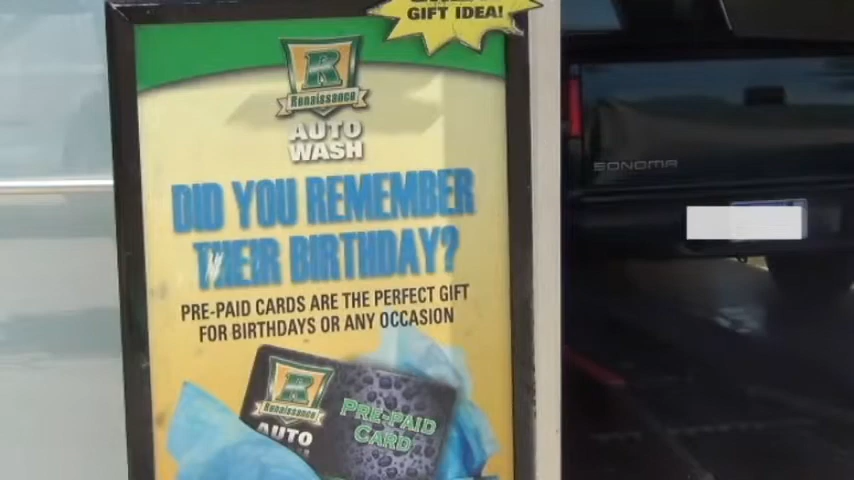 GIFT IDEA!
R
Renaissance
AUTO
WASH
DID YOU REMEMBER
THEIR BIRTHDAY?
PRE-PAID CARDS ARE THE PERFECT GIFT
FOR BIRTHDAYS OR ANY OCCASION
R
Renaissance
AUTO
PRE-PAID
CARD
SONOMA